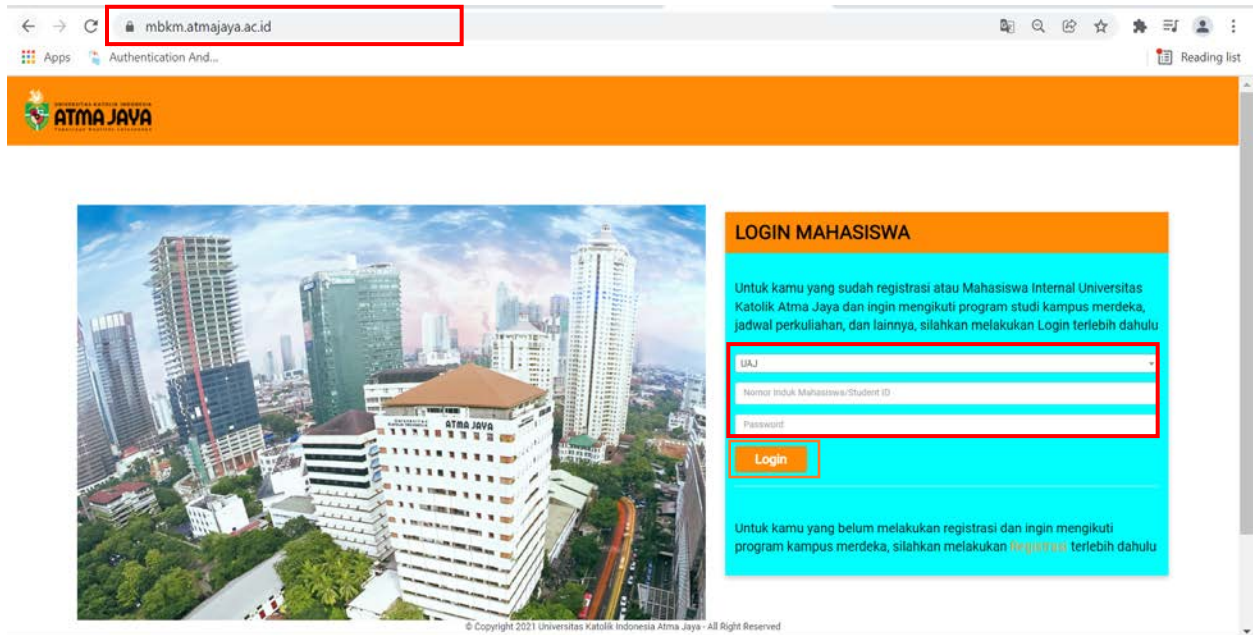 mbkm.atmajaya.ac.id
Apps
Authentication And...
Reading list
UNIVERSITAS KATOLIK INDONESIA
ATMA JAYA
LOGIN MAHASISWA
Untuk kamu yang sudah registrasi atau Mahasiswa Internal Universitas
Katolik Atma Jaya dan ingin mengikuti program studi kampus merdeka,
jadwal perkuliahan, dan lainnya, silahkan melakukan Login terlebih dahulu
UAJ
Nomor Induk Mahasiswa/Student ID
Password
Login
Untuk kamu yang belum melakukan registrasi dan ingin mengikuti
program kampus merdeka, silahkan melakukan Registrasi terlebih dahulu
ATMA JAYA
© Copyright 2021 Universitas Katolik Indonesia Atma Jaya - All Right Reserved